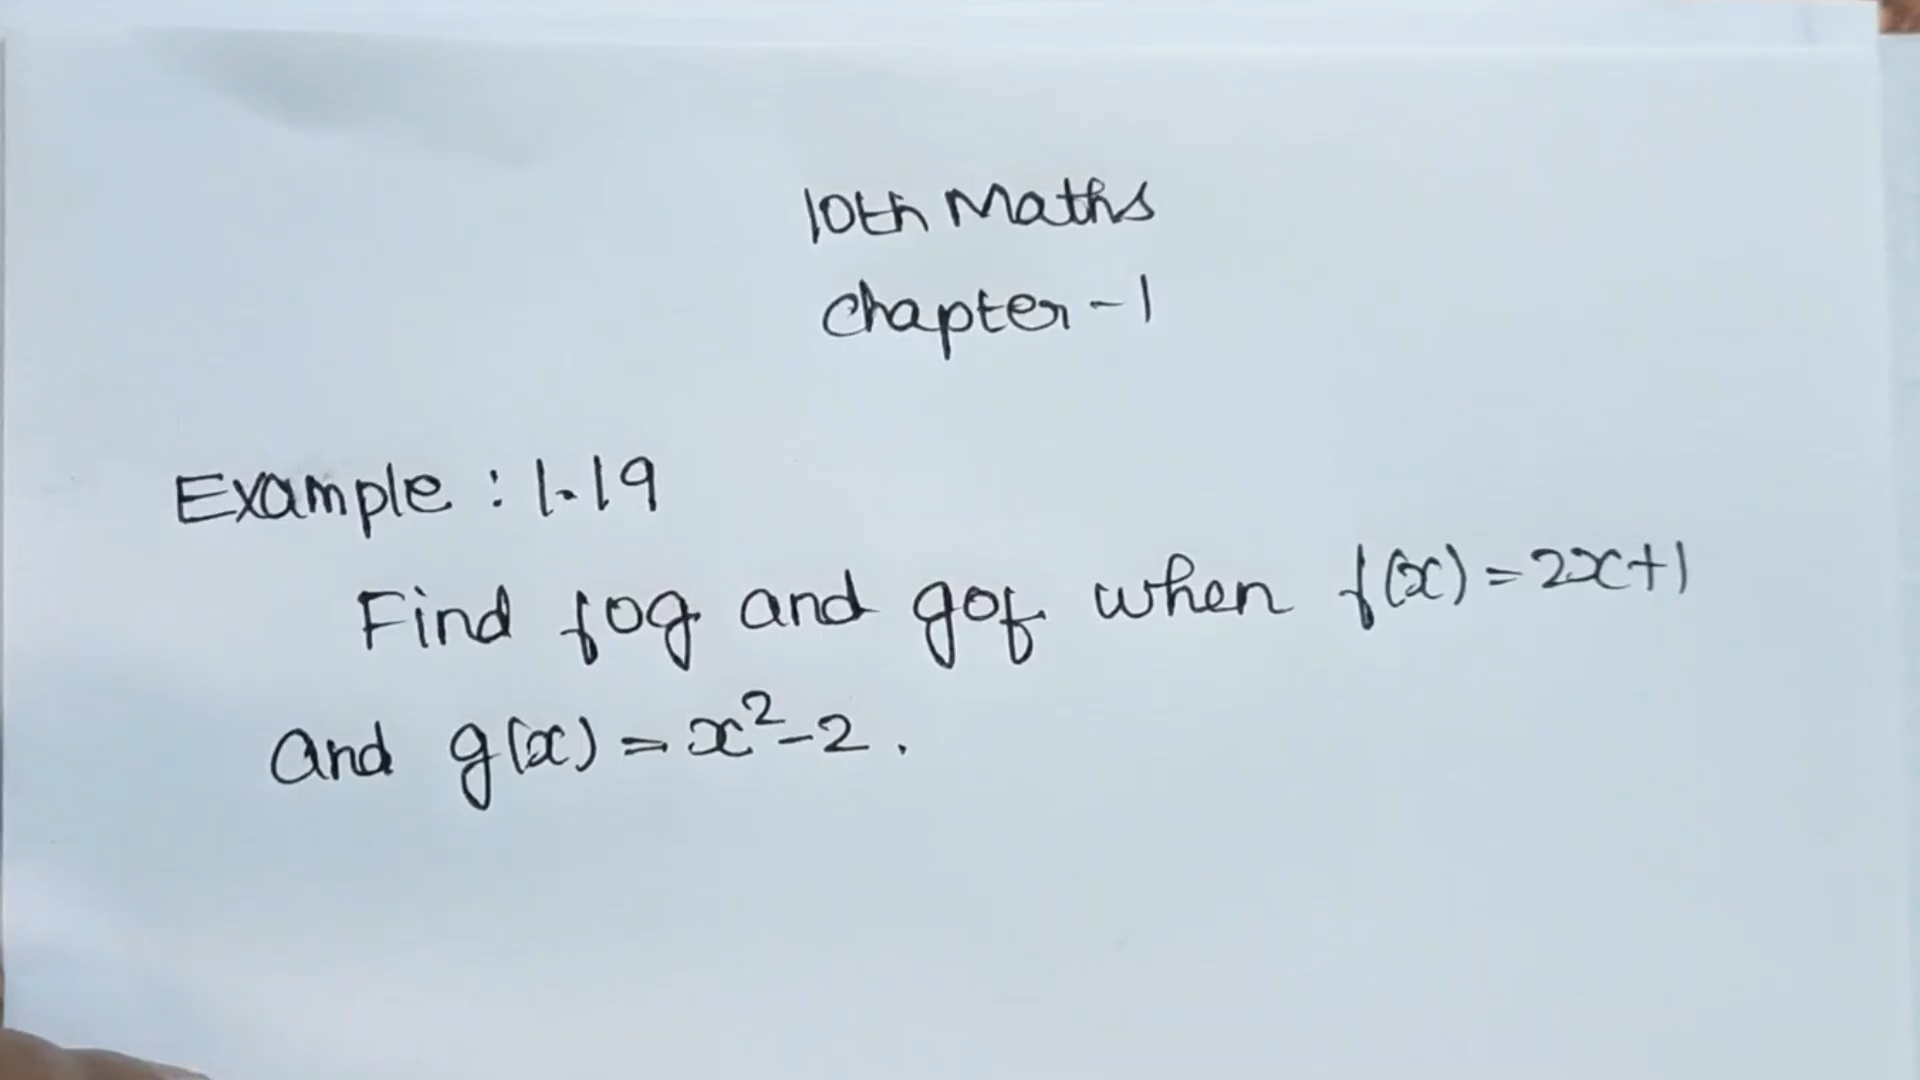 10th Maths
Chapter - 1
Example : 1.19
Find fog and gof when f(x) = 2x+1
and g(x) = x²-2.